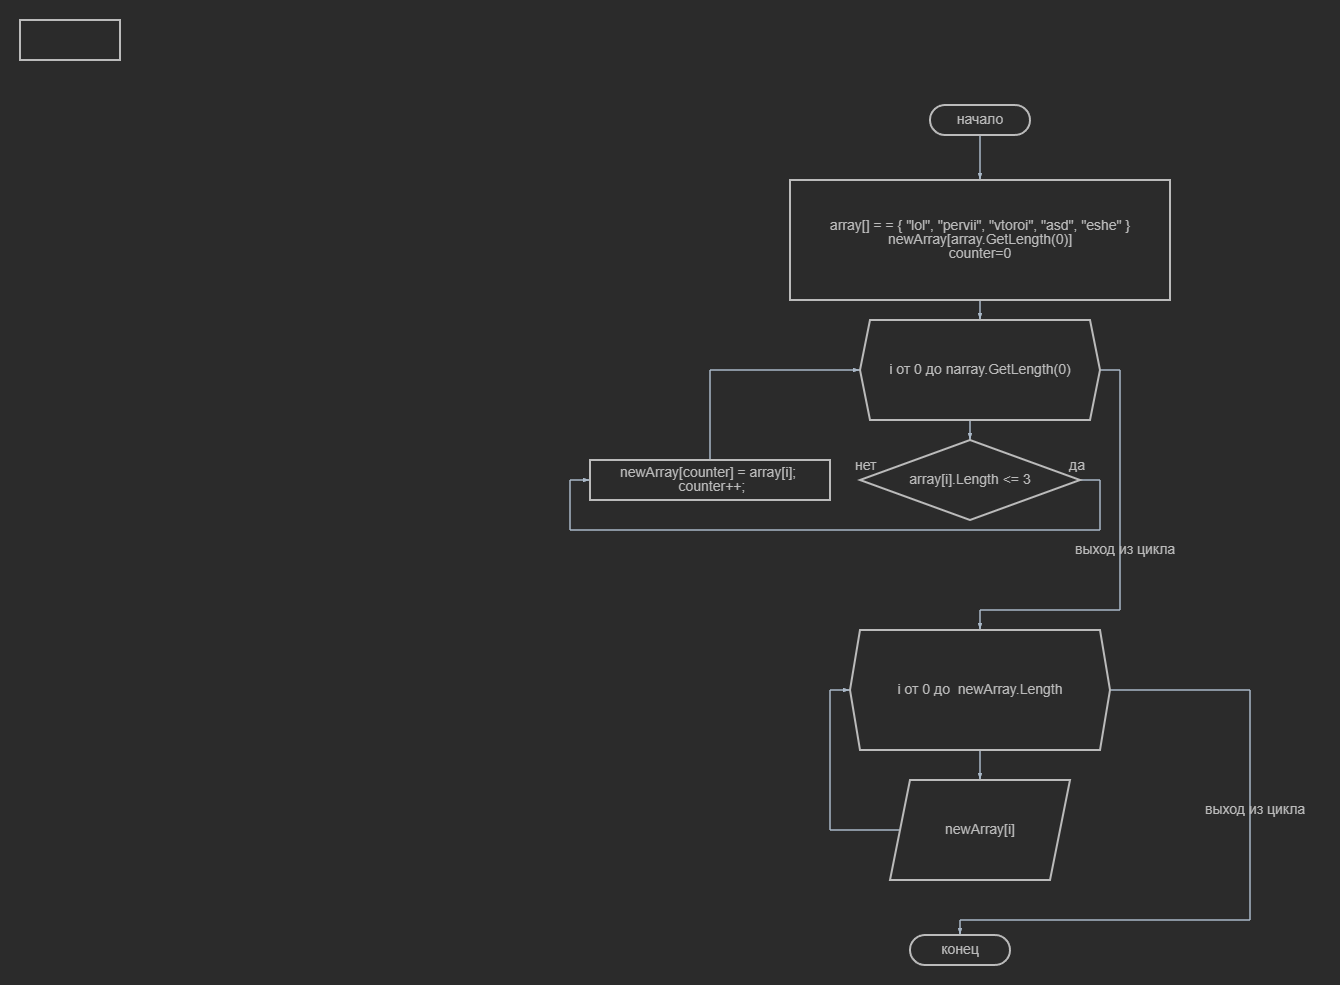 начало
array[] = = { "lol", "pervii", "vtoroi", "asd", "eshe" }
newArray[array.GetLength(0)]
counter=0
i от 0 до narray.GetLength(0)
нет
да
newArray[counter] = array[i];
counter++;
array[i].Length <= 3
выход из цикла
i от 0 до  newArray.Length
newArray[i]
выход из цикла
конец